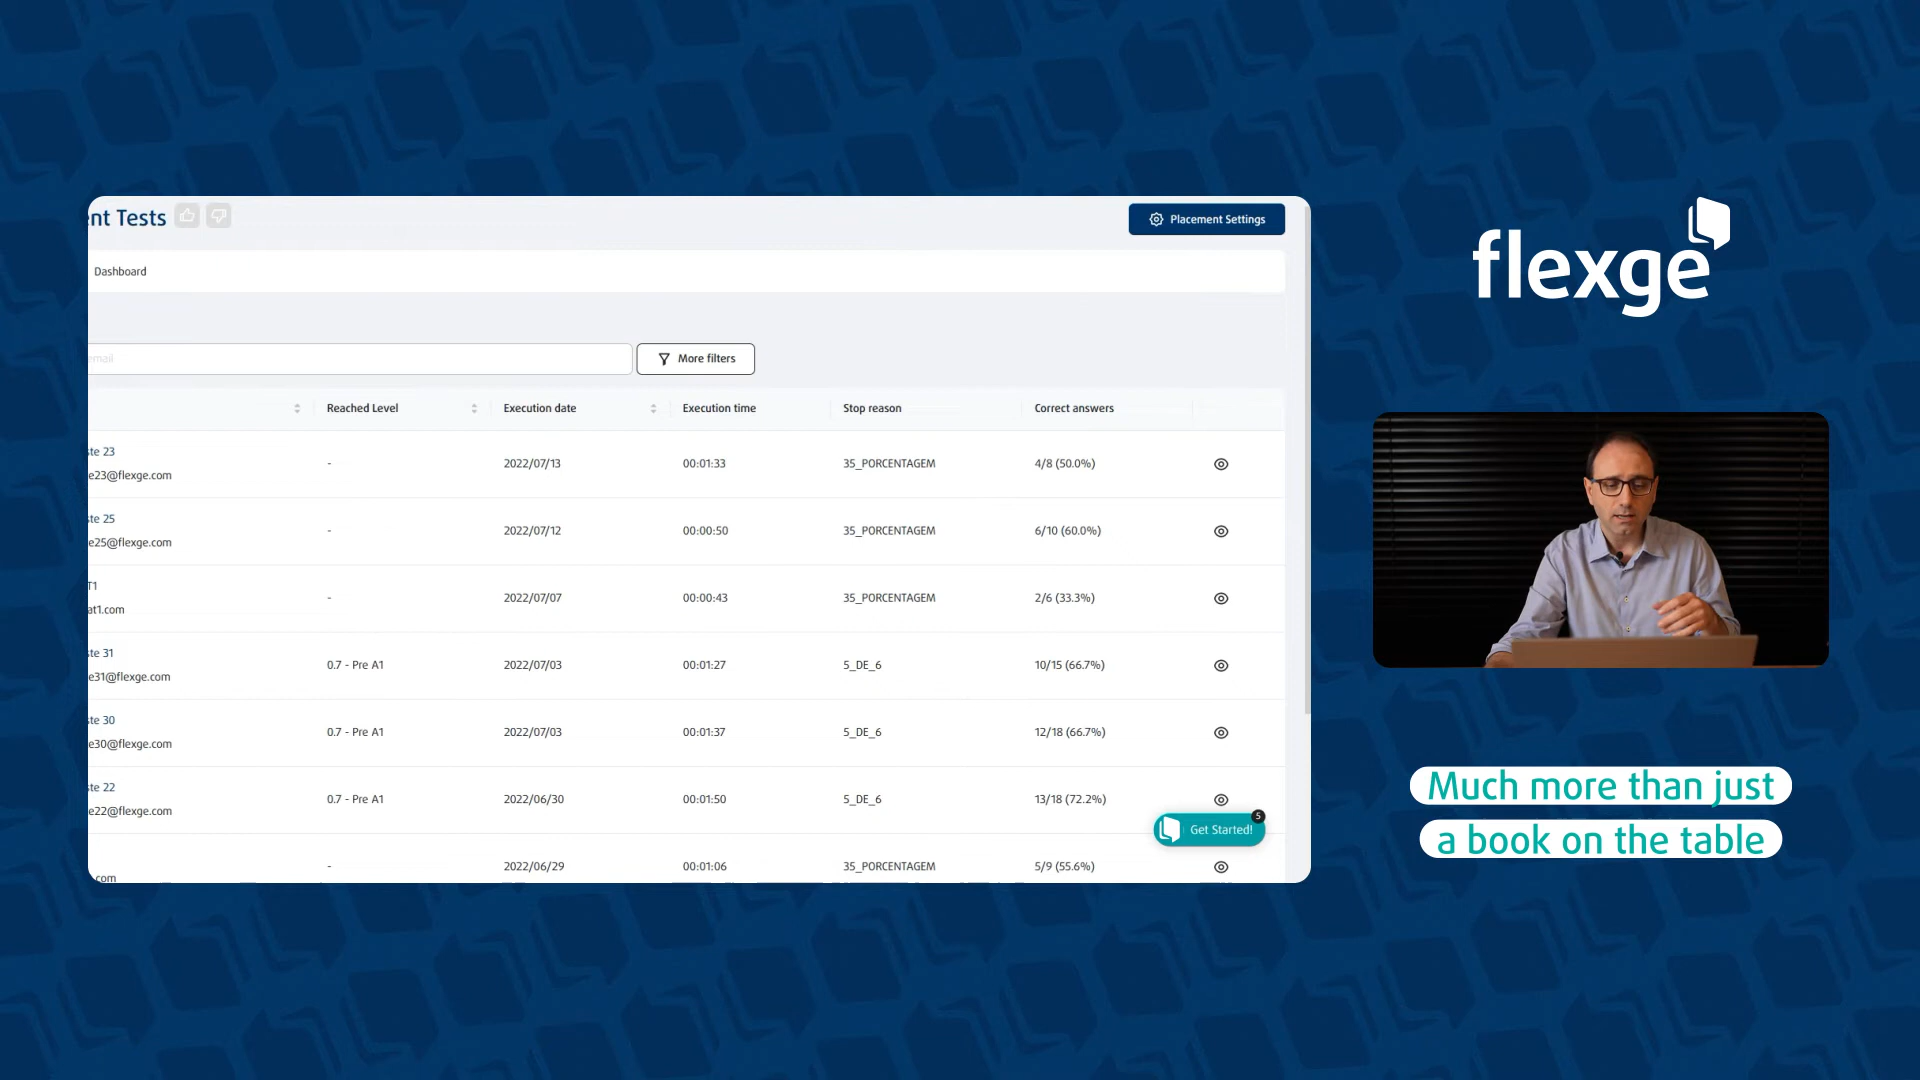 nt Tests
Placement Settings
Dashboard
email
More filters
Reached Level Execution date Execution time Stop reason Correct answers
ste 23
e23@flexge.com
- 2022/07/13 00:01:33 35_PORCENTAGEM 4/8 (50.0%)
ste 25
e25@flexge.com
- 2022/07/12 00:00:50 35_PORCENTAGEM 6/10 (60.0%)
T1
at1.com
- 2022/07/07 00:00:43 35_PORCENTAGEM 2/6 (33.3%)
ste 31
e31@flexge.com
0.7 - Pre A1 2022/07/03 00:01:27 5_DE_6 10/15 (66.7%)
ste 30
e30@flexge.com
0.7 - Pre A1 2022/07/03 00:01:37 5_DE_6 12/18 (66.7%)
ste 22
e22@flexge.com
0.7 - Pre A1 2022/06/30 00:01:50 5_DE_6 13/18 (72.2%)
Get Started!
5
.com
- 2022/06/29 00:01:06 35_PORCENTAGEM 5/9 (55.6%)
flexge
Much more than just
a book on the table